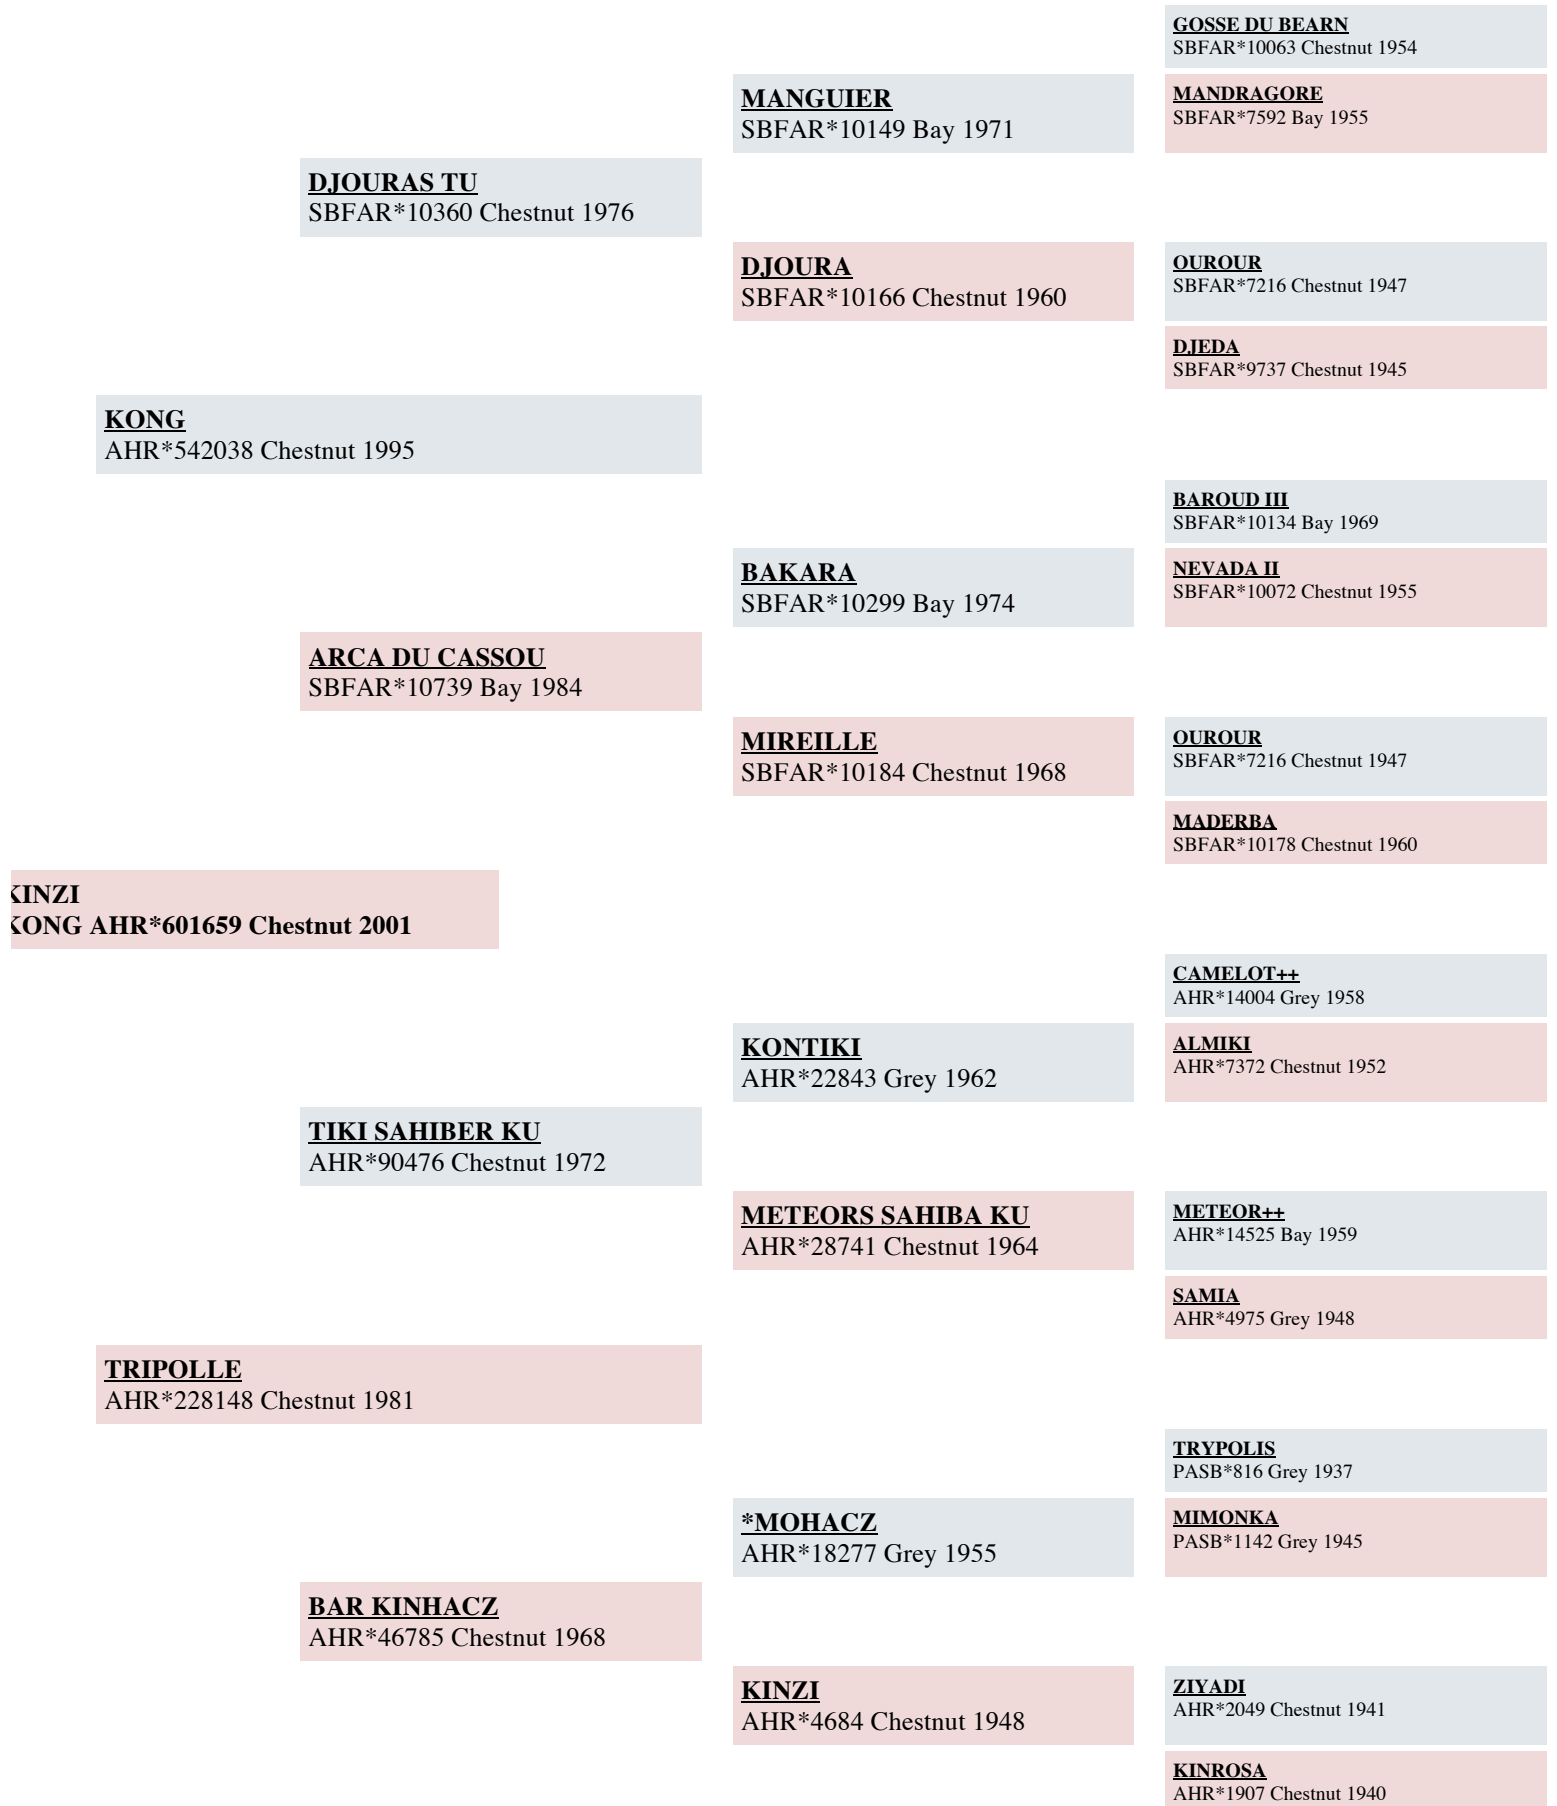 GOSSE DU BEARN
SBFAR*10063 Chestnut 1954
MANGUIER
SBFAR*10149 Bay 1971
MANDRAGORE
SBFAR*7592 Bay 1955
DJOURAS TU
SBFAR*10360 Chestnut 1976
DJOURA
SBFAR*10166 Chestnut 1960
OUROUR
SBFAR*7216 Chestnut 1947
DJEDA
SBFAR*9737 Chestnut 1945
KONG
AHR*542038 Chestnut 1995
BAROUD III
SBFAR*10134 Bay 1969
BAKARA
SBFAR*10299 Bay 1974
NEVADA II
SBFAR*10072 Chestnut 1955
ARCA DU CASSOU
SBFAR*10739 Bay 1984
MIREILLE
SBFAR*10184 Chestnut 1968
OUROUR
SBFAR*7216 Chestnut 1947
MADERBA
SBFAR*10178 Chestnut 1960
KINZI
KONG AHR*601659 Chestnut 2001
CAMELOT++
AHR*14004 Grey 1958
KONTIKI
AHR*22843 Grey 1962
ALMIKI
AHR*7372 Chestnut 1952
TIKI SAHIBER KU
AHR*90476 Chestnut 1972
METEORS SAHIBA KU
AHR*28741 Chestnut 1964
METEOR++
AHR*14525 Bay 1959
SAMIA
AHR*4975 Grey 1948
TRIPOLLE
AHR*228148 Chestnut 1981
TRYPOLIS
PASB*816 Grey 1937
*MOHACZ
AHR*18277 Grey 1955
MIMONKA
PASB*1142 Grey 1945
BAR KINHACZ
AHR*46785 Chestnut 1968
KINZI
AHR*4684 Chestnut 1948
ZIYADI
AHR*2049 Chestnut 1941
KINROSA
AHR*1907 Chestnut 1940